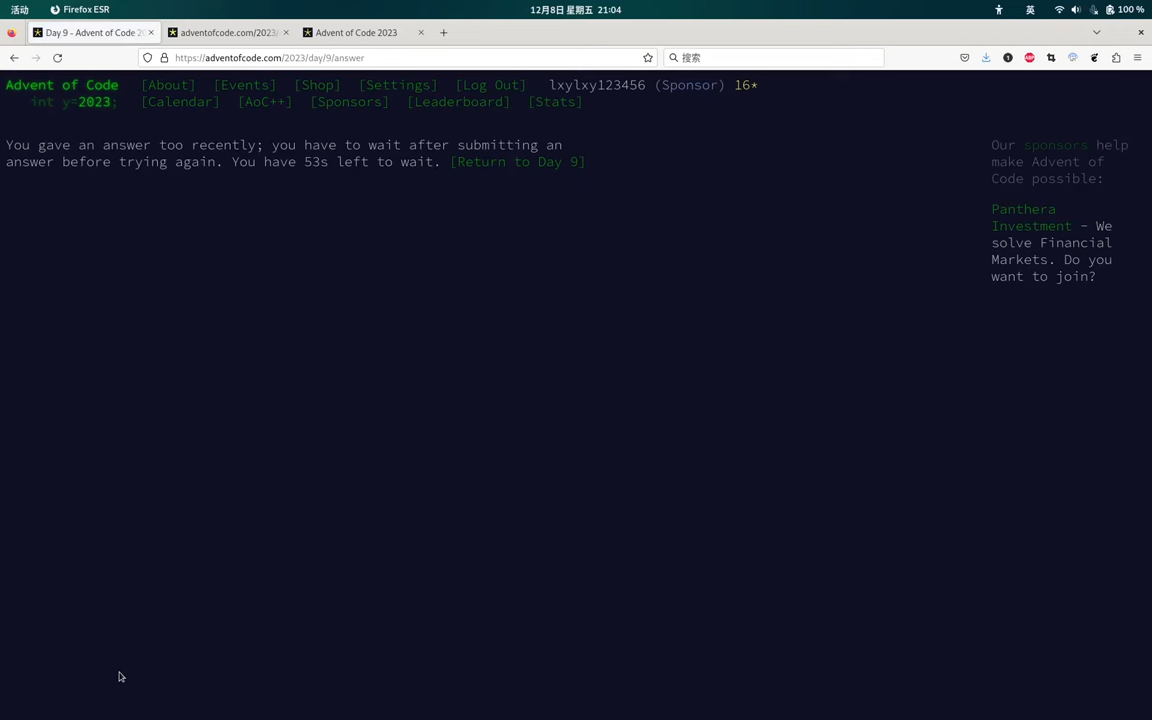 活动 Firefox ESR 12月8日 星期五 21:04 英 100 %
Day 9 - Advent of Code 2 adventofcode.com/2023/ Advent of Code 2023
https://adventofcode.com/2023/day/9/answer 搜索
Advent of Code [About] [Events] [Shop] [Settings] [Log Out] lxylxy123456 (Sponsor) 16*
int y=2023; [Calendar] [AoC++] [Sponsors] [Leaderboard] [Stats]
You gave an answer too recently; you have to wait after submitting an
answer before trying again. You have 53s left to wait. [Return to Day 9]
Our sponsors help
make Advent of
Code possible:
Panthera
Investment - We
solve Financial
Markets. Do you
want to join?